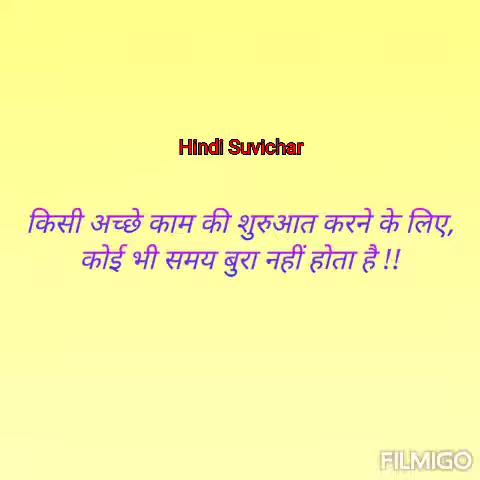 Hindi Suvichar
किसी अच्छे काम की शुरुआत करने के लिए,
कोई भी समय बुरा नहीं होता है !!
FILMIGO